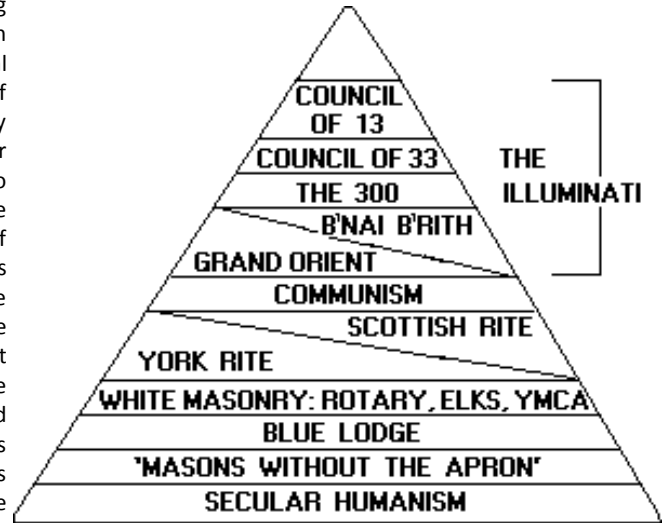 COUNCIL
OF 13
COUNCIL OF 33
THE
ILLUMINATI
THE 300
B'NAI B'RITH
GRAND ORIENT
COMMUNISM
SCOTTISH RITE
YORK RITE
WHITE MASONRY: ROTARY, ELKS, YMCA
BLUE LODGE
"MASONS WITHOUT THE APRON"
SECULAR HUMANISM